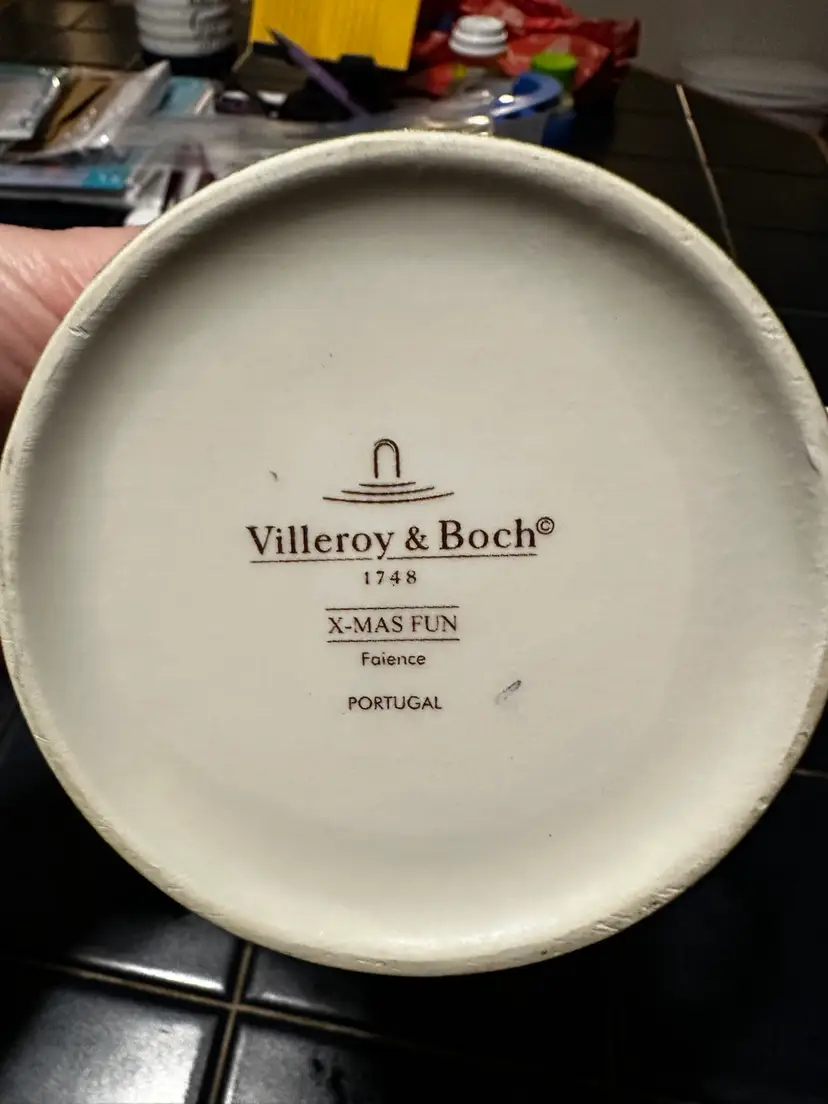 Villeroy & Boch©
1748
X-MAS FUN
Faience
PORTUGAL